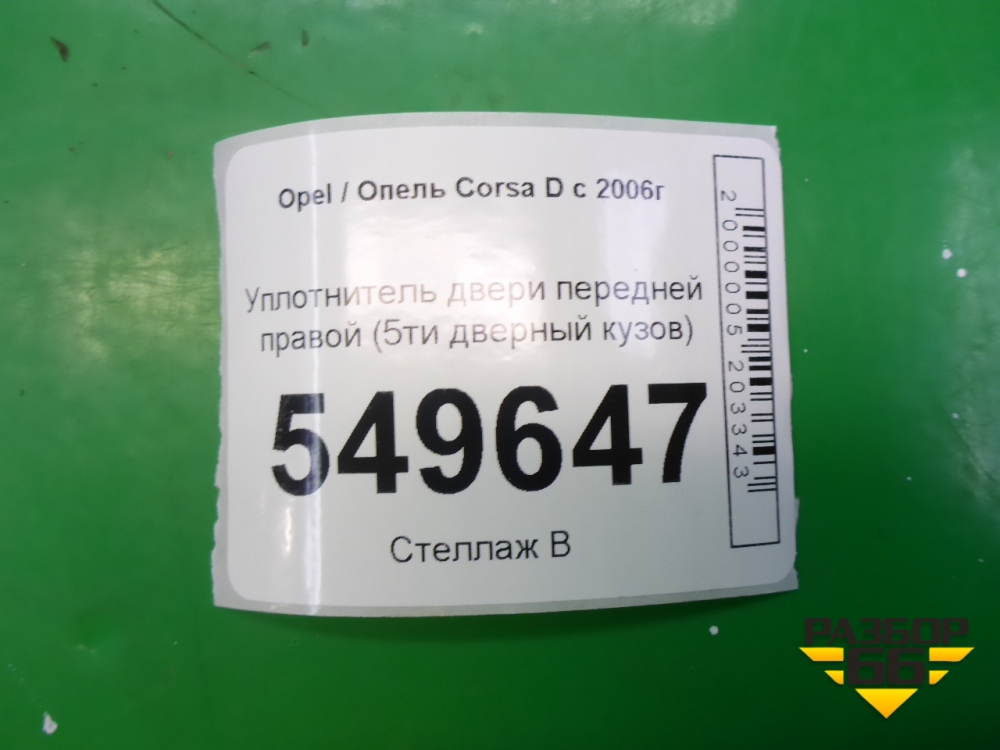 Opel / Опель Corsa D с 2006г
Уплотнитель двери передней
правой (5ти дверный кузов)
549647
Стеллаж В
2000005203343
РАЗБОР
66